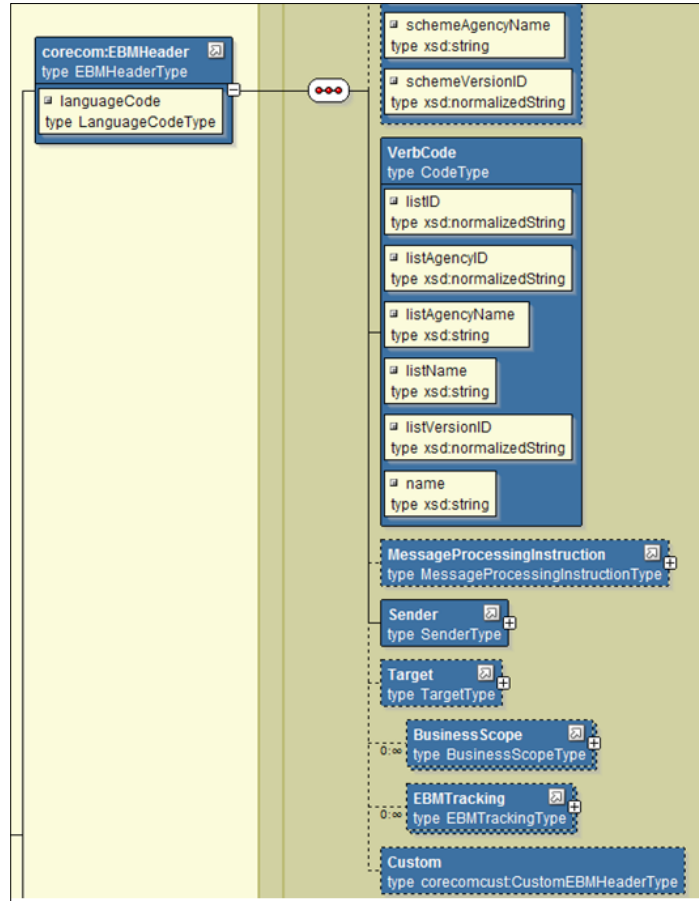 corecom:EBMHeader
type EBMHeaderType
languageCode
type LanguageCodeType
schemeAgencyName
type xsd:string
schemeVersionID
type xsd:normalizedString
VerbCode
type CodeType
listID
type xsd:normalizedString
listAgencyID
type xsd:normalizedString
listAgencyName
type xsd:string
listName
type xsd:string
listVersionID
type xsd:normalizedString
name
type xsd:string
MessageProcessingInstruction
type MessageProcessingInstructionType
Sender
type SenderType
Target
type TargetType
BusinessScope
0:∞ type BusinessScopeType
EBMTracking
0:∞ type EBMTrackingType
Custom
type corecomcust:CustomEBMHeaderType